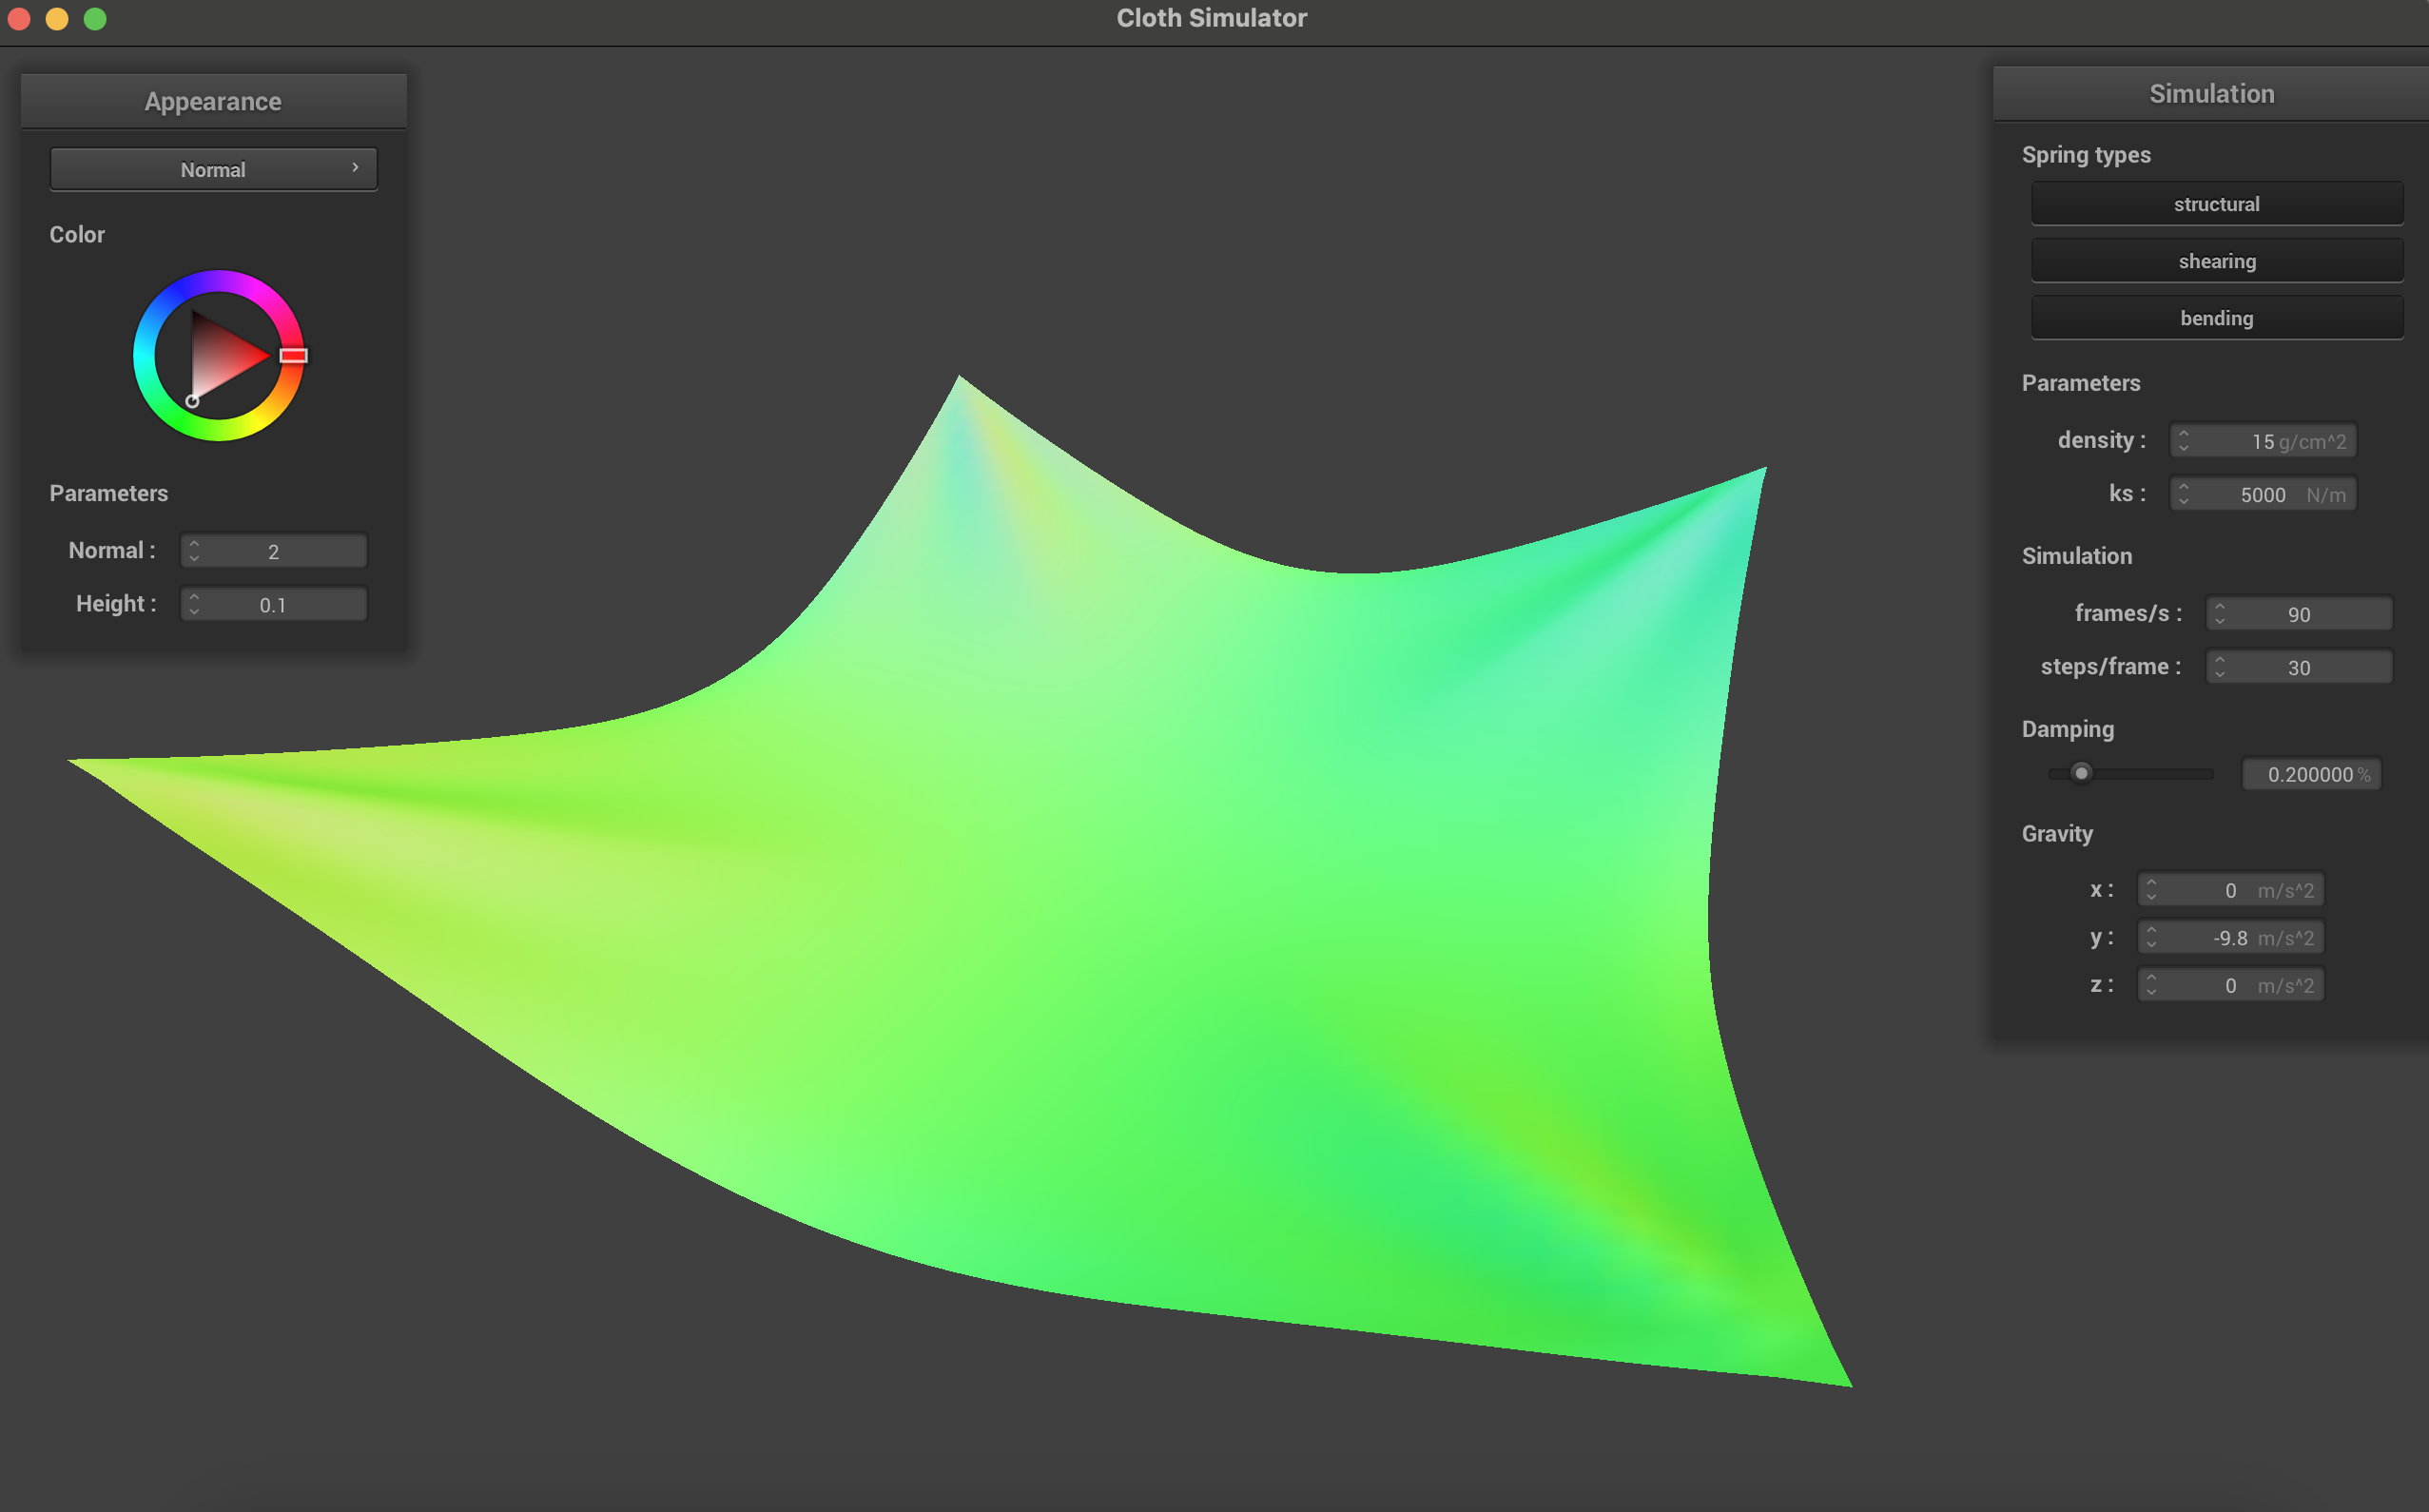 Cloth Simulator
Appearance
Normal
Color
Parameters
Normal : 2
Height : 0.1
Simulation
Spring types
structural
shearing
bending
Parameters
density : 15 g/cm^2
ks : 5000 N/m
Simulation
frames/s : 90
steps/frame : 30
Damping
0.200000 %
Gravity
x : 0 m/s^2
y : -9.8 m/s^2
z : 0 m/s^2